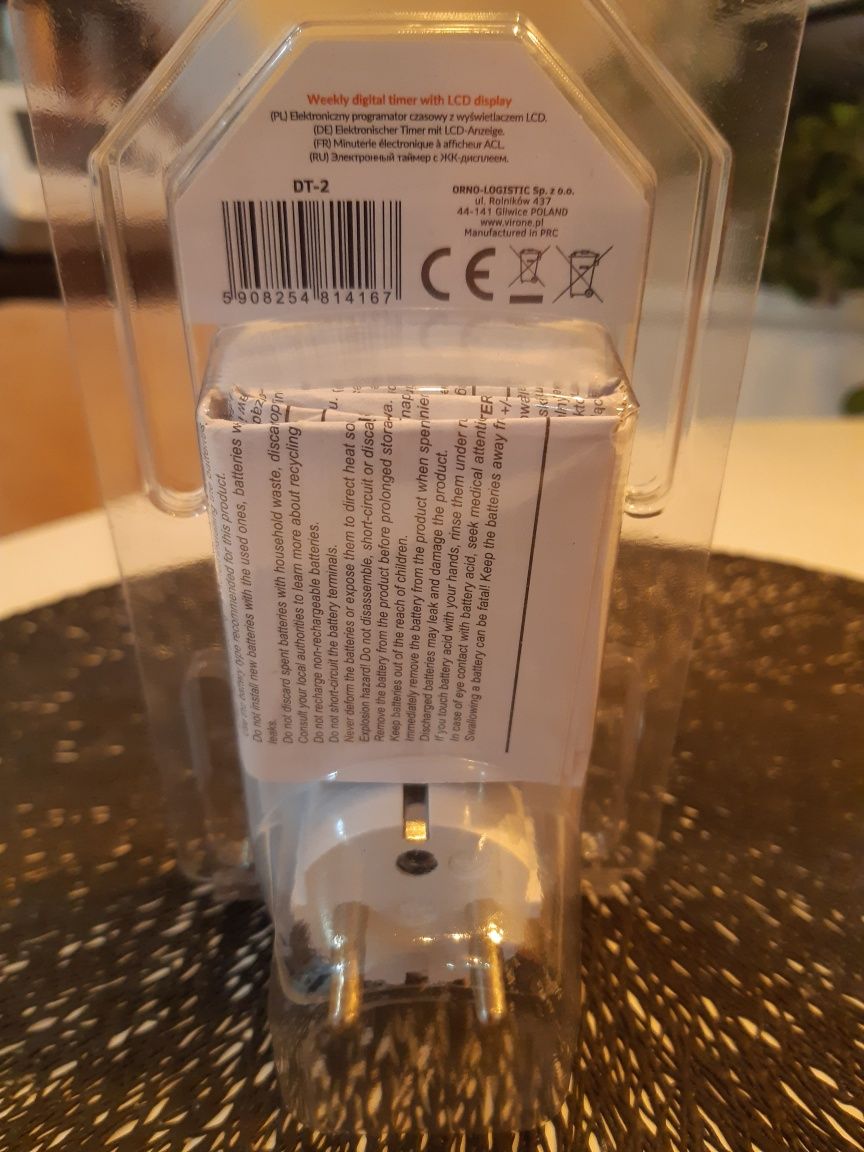 Weekly digital timer with LCD display
(PL) Elektroniczny programator czasowy z wyświetlaczem LCD.
(DE) Elektronischer Timer mit LCD-Anzeige.
(FR) Minuterie électronique à afficheur ACL.
(RU) Электронный таймер с ЖК-дисплеем.
DT-2
5 908254 814167
ORNO-LOGISTIC Sp. z o.o.
ul. Rolników 437
44-141 Gliwice POLAND
www.virone.pl
Manufactured in PRC
CE
Use the battery type recommended for this product.
Do not install new batteries with the used ones, batteries
leaks.
Do not discard spent batteries with household waste,
Consult your local authorities to learn more about recycling
Do not recharge non-rechargeable batteries.
Do not short-circuit the battery terminals.
Never deform the batteries or expose them to direct heat
Explosion hazard! Do not disassemble, short-circuit or
Remove the battery from the product before prolonged
Keep batteries out of the reach of children.
Immediately remove the battery from the product when
Discharged batteries may leak and damage the product.
If you touch battery acid with your hands, rinse them under
In case of eye contact with battery acid, seek medical
Swallowing a battery can be fatal! Keep the batteries away